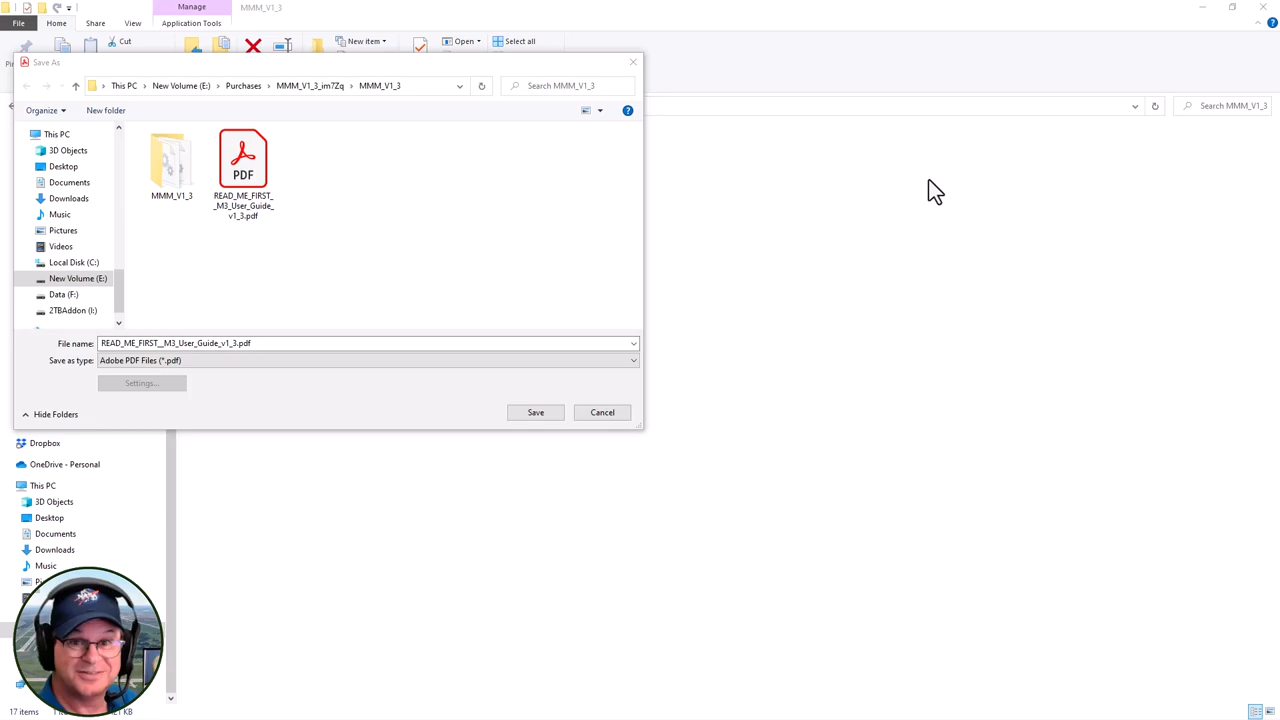 Manage
MMM_V1_3
File
Home
Share
View
Application Tools
Cut
New item
Open
Select all
Save As
This PC
New Volume (E:)
Purchases
MMM_V1_3_im7Zq
MMM_V1_3
Search MMM_V1_3
Search MMM_V1_3
Organize
New folder
This PC
3D Objects
Desktop
Documents
Downloads
Music
Pictures
Videos
Local Disk (C:)
New Volume (E:)
Data (F:)
2TBAddon (I:)
MMM_V1_3
PDF
READ_ME_FIRST_
_M3_User_Guide_
v1_3.pdf
File name:
READ_ME_FIRST__M3_User_Guide_v1_3.pdf
Save as type:
Adobe PDF Files (*.pdf)
Settings...
Hide Folders
Save
Cancel
Dropbox
OneDrive - Personal
This PC
3D Objects
Desktop
Documents
Downloads
Music
NASA
17 items